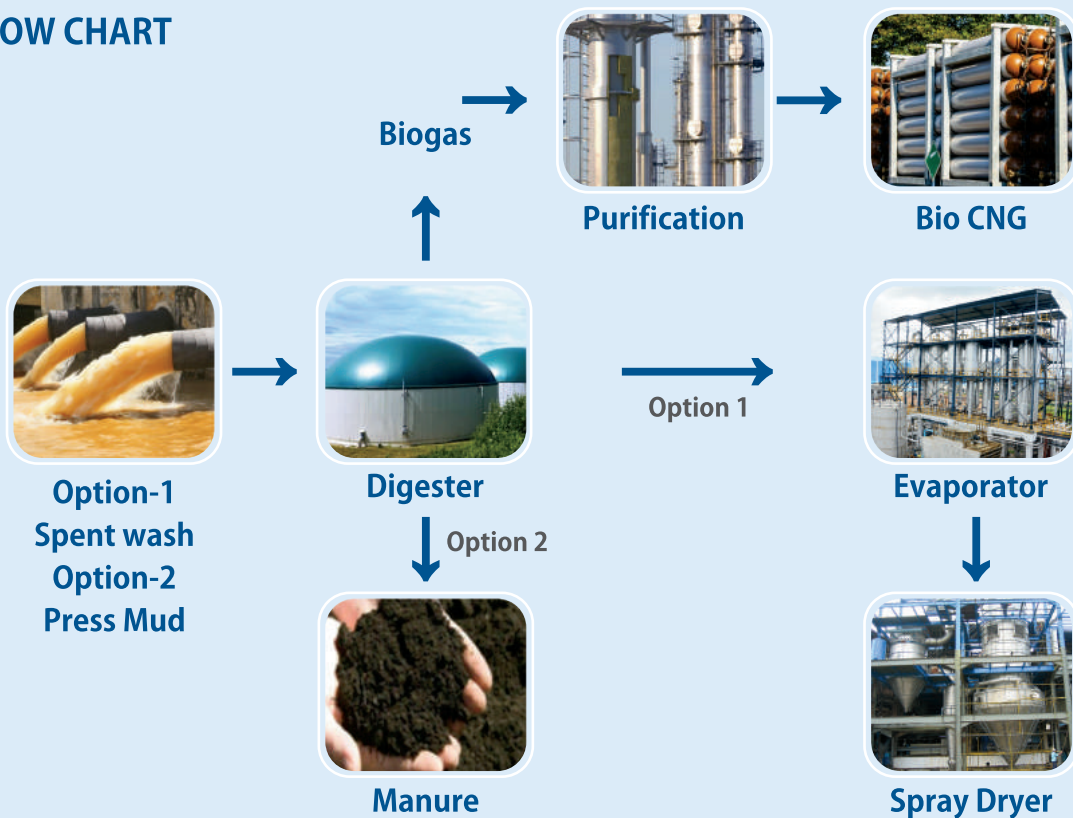 OW CHART
Biogas
Purification
Bio CNG
Option 1
Option-1
Spent wash
Option-2
Press Mud
Digester
Evaporator
Option 2
Manure
Spray Dryer